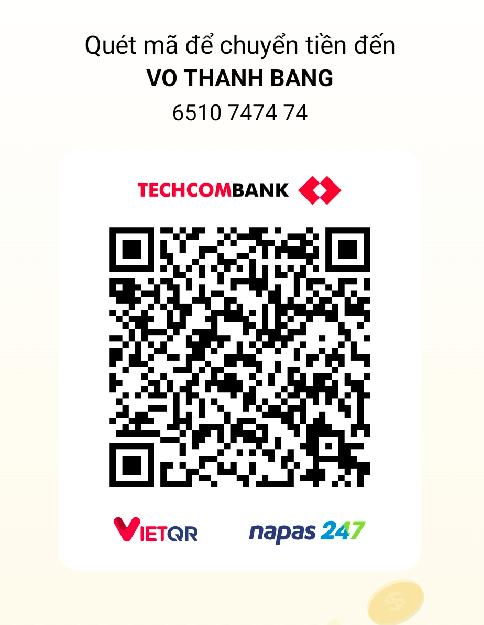 Quét mã để chuyển tiền đến
VO THANH BANG
6510 7474 74
TECHCOMBANK
VIETQR
napas 247